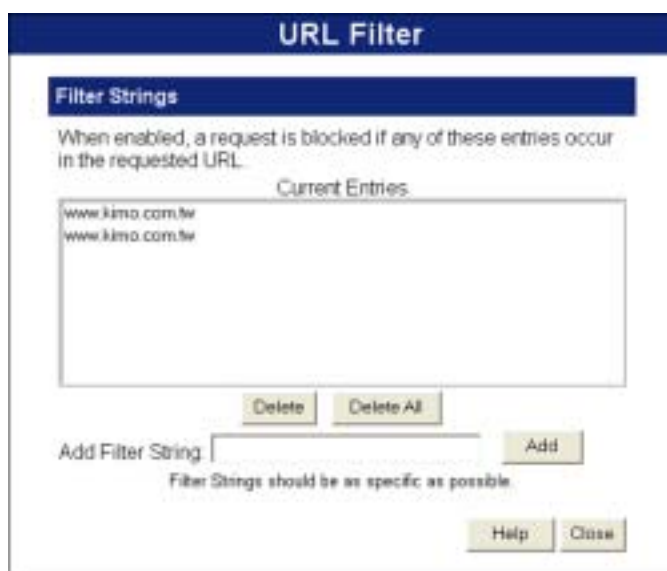 URL Filter
Filter Strings
When enabled, a request is blocked if any of these entries occur
in the requested URL.
Current Entries
www.kimo.com.tw
www.kimo.com.tw
Delete
Delete All
Add Filter String:
Add
Filter Strings should be as specific as possible.
Help
Close